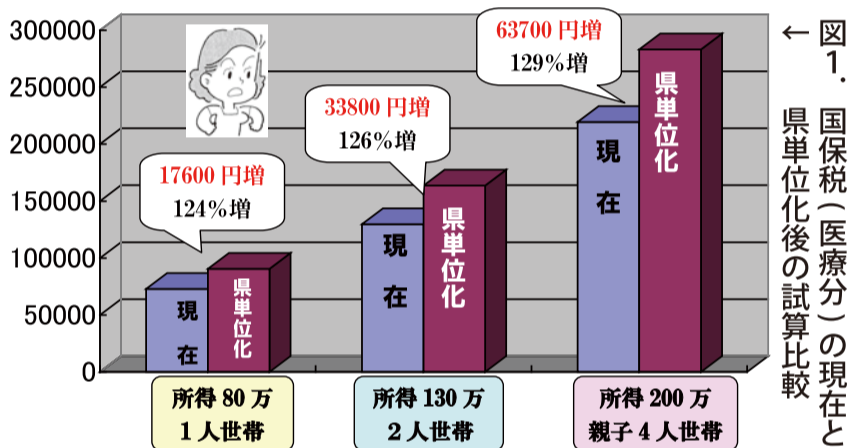 図1．国保税(医療分)の現在と
県単位化後の試算比較
←
300000
250000
200000
150000
100000
50000
0
17600円増
124%増
33800円増
126%増
63700円増
129%増
現在
県単位化
現在
県単位化
現在
県単位化
所得80万
1人世帯
所得130万
2人世帯
所得200万
親子4人世帯